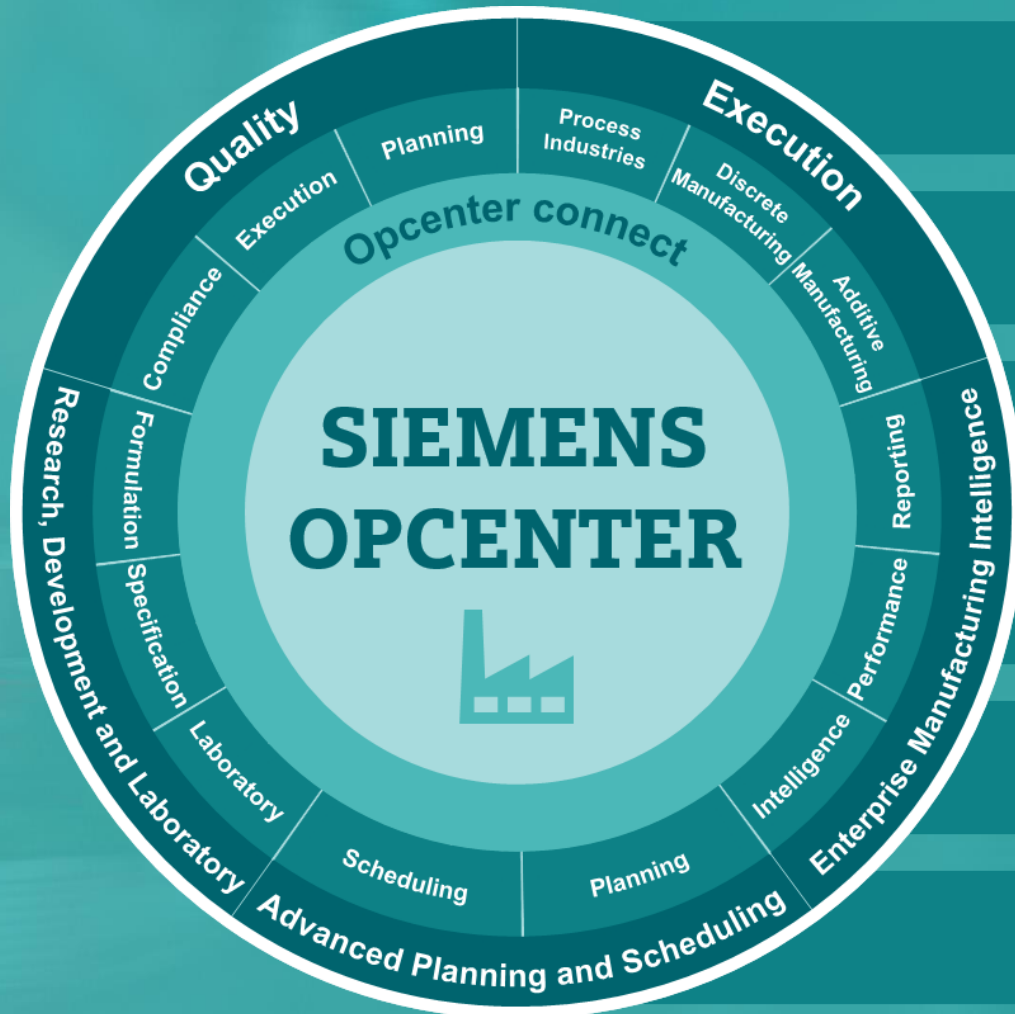 Quality
Execution
Planning
Execution
Compliance
Process
Industries
Discrete
Manufacturing
Additive
Manufacturing
Opcenter connect
SIEMENS
OPCENTER
Enterprise Manufacturing Intelligence
Reporting
Performance
Intelligence
Advanced Planning and Scheduling
Planning
Scheduling
Research, Development and Laboratory
Formulation
Specification
Laboratory